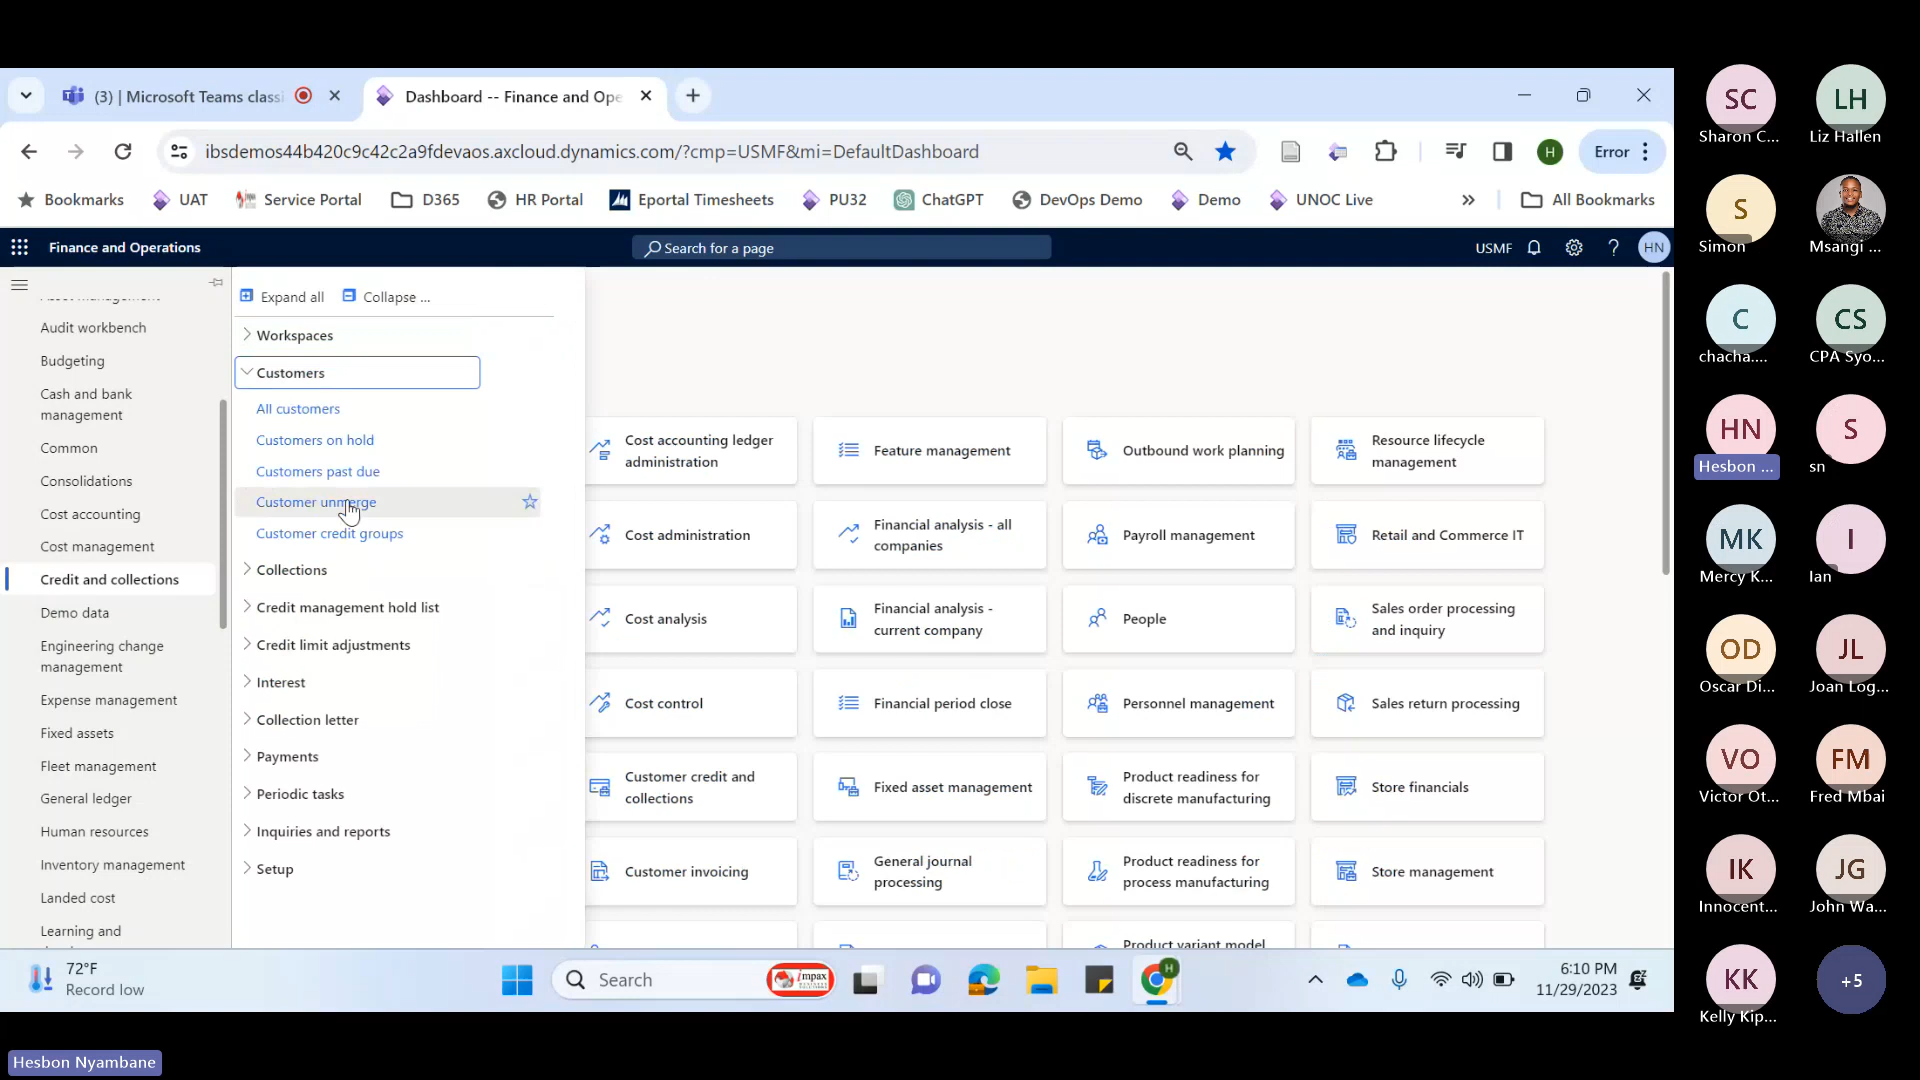 (3) | Microsoft Teams classi
Dashboard -- Finance and Ope
ibsdemos44b420c9c42c2a9fdevaos.axcloud.dynamics.com/?cmp=USMF&mi=DefaultDashboard
H
Error
Bookmarks
UAT
Service Portal
D365
HR Portal
Eportal Timesheets
PU32
ChatGPT
DevOps Demo
Demo
UNOC Live
All Bookmarks
Finance and Operations
Search for a page
USMF
HN
Asset management
Audit workbench
Budgeting
Cash and bank
management
Common
Consolidations
Cost accounting
Cost management
Credit and collections
Demo data
Engineering change
management
Expense management
Fixed assets
Fleet management
General ledger
Human resources
Inventory management
Landed cost
Learning and
Expand all
Collapse ...
Workspaces
Customers
All customers
Customers on hold
Customers past due
Customer unmerge
Customer credit groups
Collections
Credit management hold list
Credit limit adjustments
Interest
Collection letter
Payments
Periodic tasks
Inquiries and reports
Setup
Cost accounting ledger
administration
Feature management
Outbound work planning
Resource lifecycle
management
Cost administration
Financial analysis - all
companies
Payroll management
Retail and Commerce IT
Cost analysis
Financial analysis -
current company
People
Sales order processing
and inquiry
Cost control
Financial period close
Personnel management
Sales return processing
Customer credit and
collections
Fixed asset management
Product readiness for
discrete manufacturing
Store financials
Customer invoicing
General journal
processing
Product readiness for
process manufacturing
Store management
Product variant model
72°F
Record low
Search
impax
H
6:10 PM
11/29/2023
SC
Sharon C...
LH
Liz Hallen
S
Simon
Msangi ...
C
chacha....
CS
CPA Syo...
HN
Hesbon ...
S
sn
MK
Mercy K...
I
Ian
OD
Oscar Di...
JL
Joan Log...
VO
Victor Ot...
FM
Fred Mbai
IK
Innocent...
JG
John Wa...
KK
Kelly Kip...
+5
Hesbon Nyambane